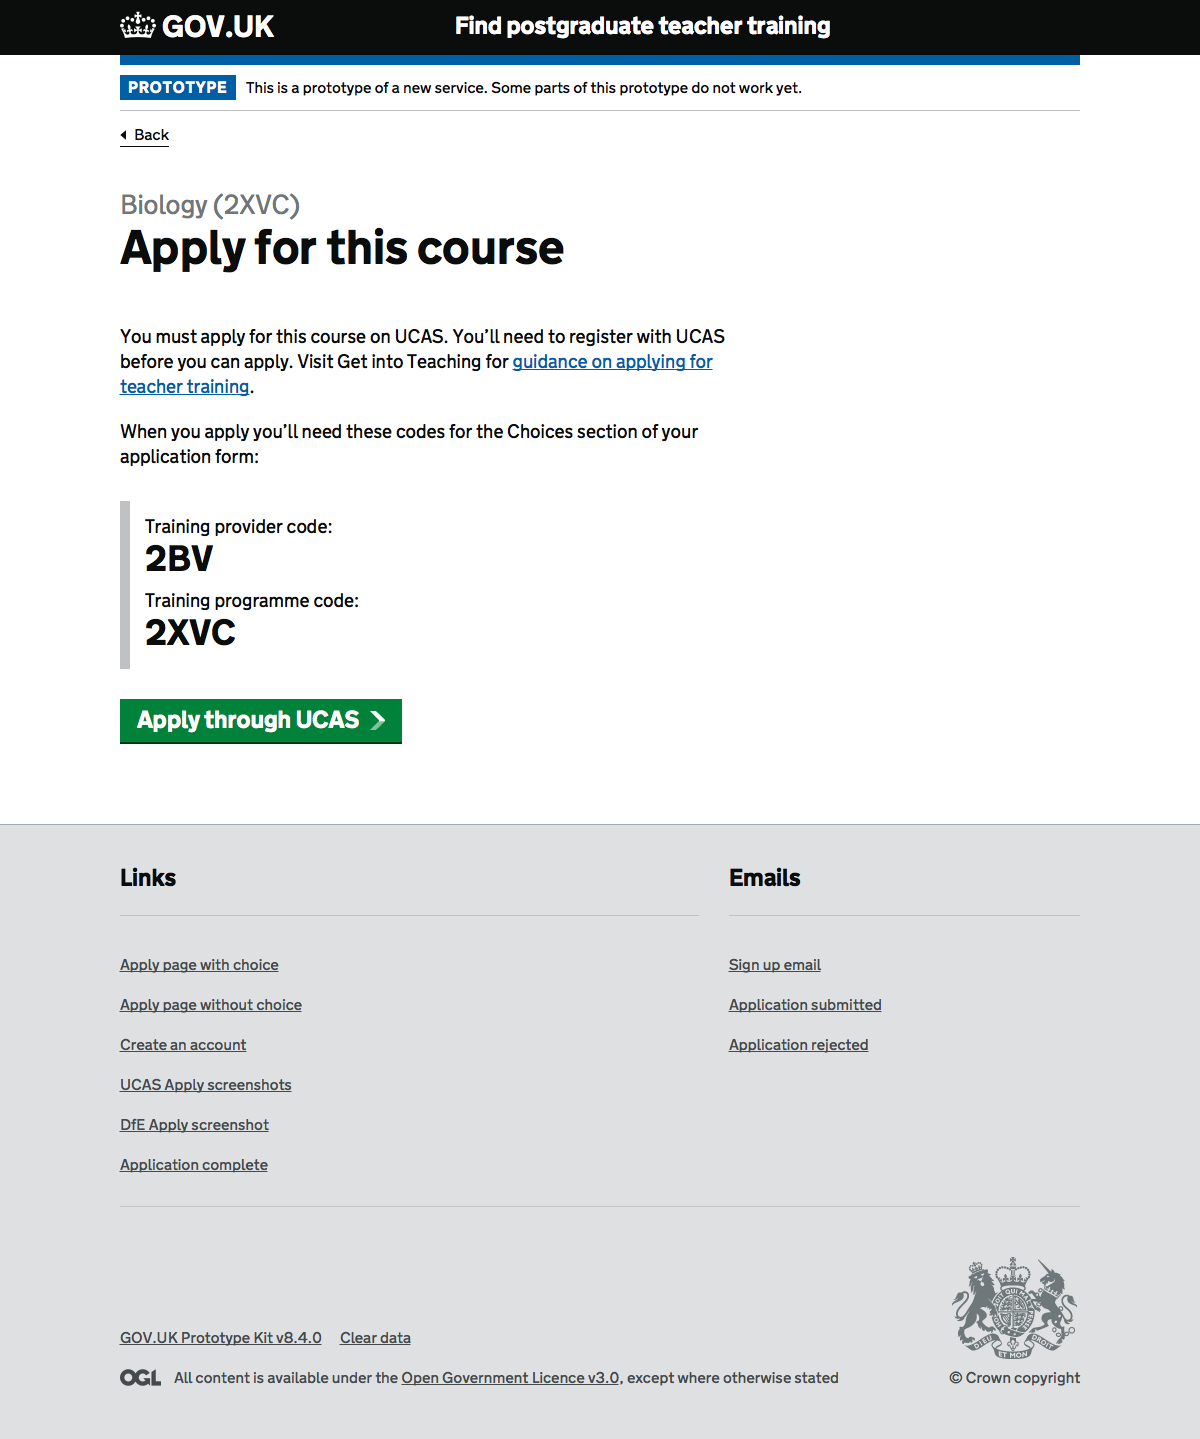 GOV.UK
Find postgraduate teacher training
PROTOTYPE This is a prototype of a new service. Some parts of this prototype do not work yet.
Back
Biology (2XVC)
Apply for this course
You must apply for this course on UCAS. You’ll need to register with UCAS
before you can apply. Visit Get into Teaching for guidance on applying for
teacher training.
When you apply you’ll need these codes for the Choices section of your
application form:
Training provider code:
2BV
Training programme code:
2XVC
Apply through UCAS
Links
Apply page with choice
Apply page without choice
Create an account
UCAS Apply screenshots
DfE Apply screenshot
Application complete
Emails
Sign up email
Application submitted
Application rejected
GOV.UK Prototype Kit v8.4.0 Clear data
OGL All content is available under the Open Government Licence v3.0, except where otherwise stated
DIEU ET MON DROIT
© Crown copyright